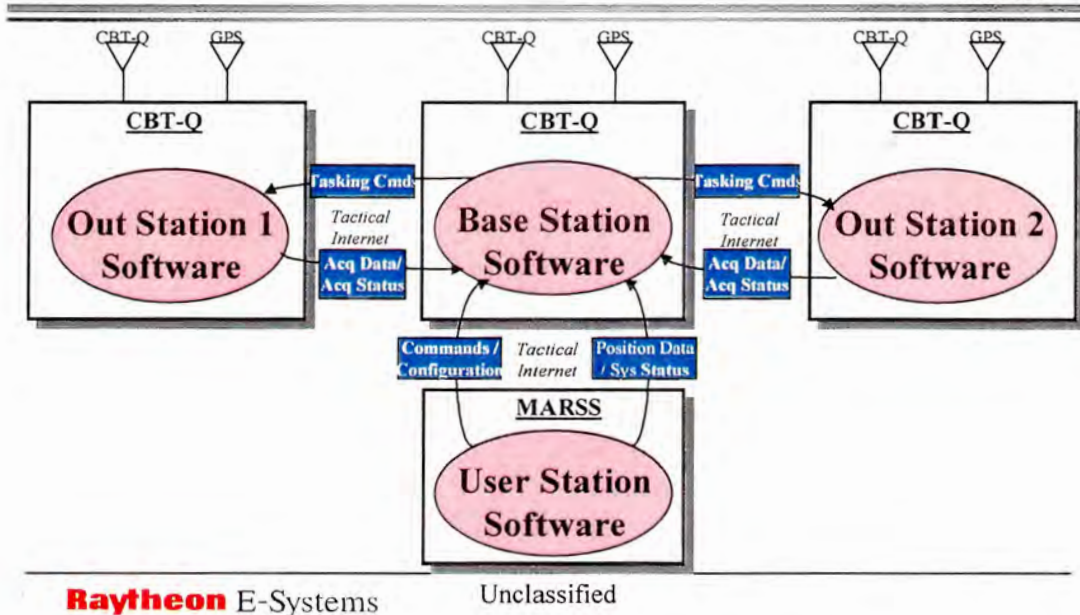 CBT-Q GPS
CBT-Q GPS
CBT-Q GPS
CBT-Q
CBT-Q
CBT-Q
Out Station 1
Software
Tasking Cmds
Tactical
Internet
Acq Data/
Acq Status
Base Station
Software
Tasking Cmds
Tactical
Internet
Acq Data/
Acq Status
Out Station 2
Software
Commands /
Configuration
Tactical
Internet
Position Data
/ Sys Status
MARSS
User Station
Software
Raytheon E-Systems
Unclassified